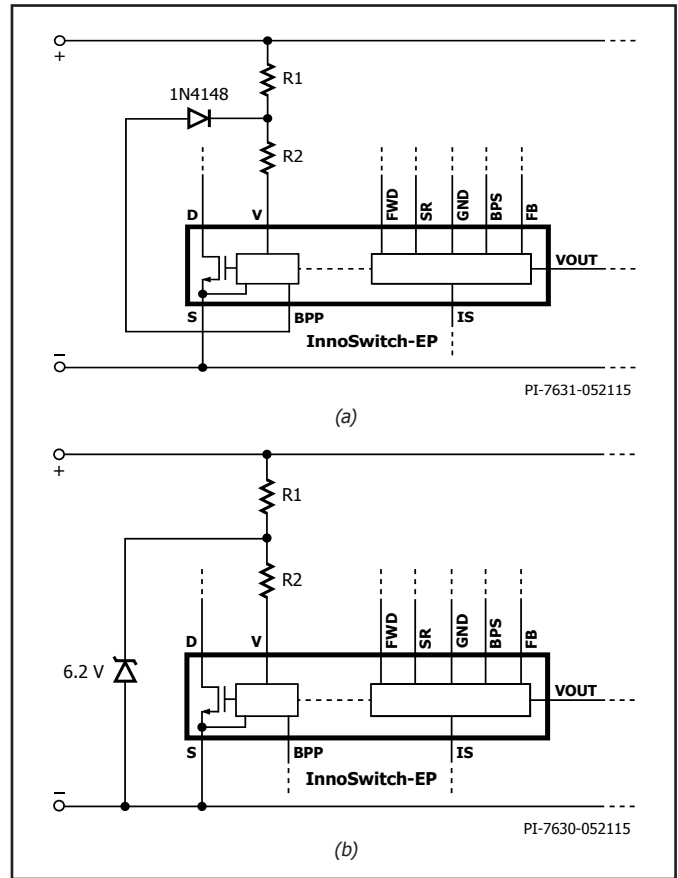 +
R1
1N4148
R2
D
V
FWD
SR
GND
BPS
FB
VOUT
S
BPP
IS
InnoSwitch-EP
−
PI-7631-052115
(a)
+
R1
R2
D
V
FWD
SR
GND
BPS
FB
6.2 V
VOUT
S
BPP
IS
InnoSwitch-EP
−
PI-7630-052115
(b)